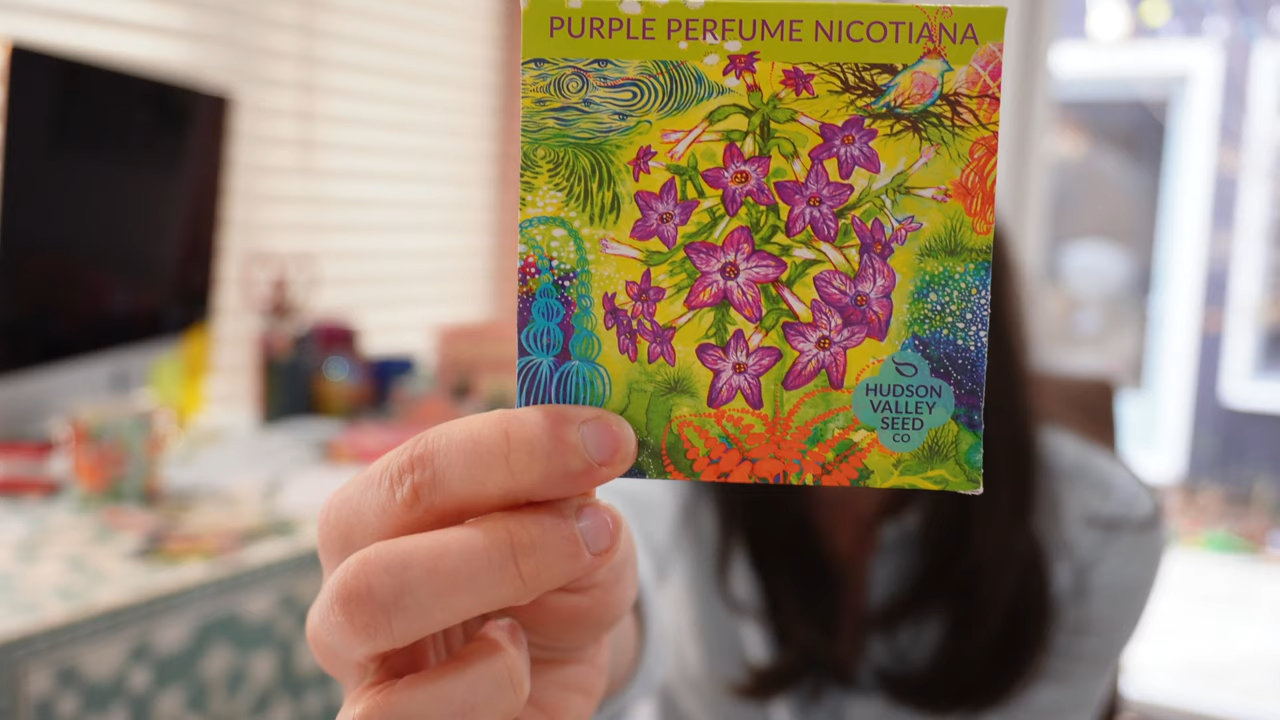 PURPLE PERFUME NICOTIANA
HUDSON
VALLEY
SEED
CO